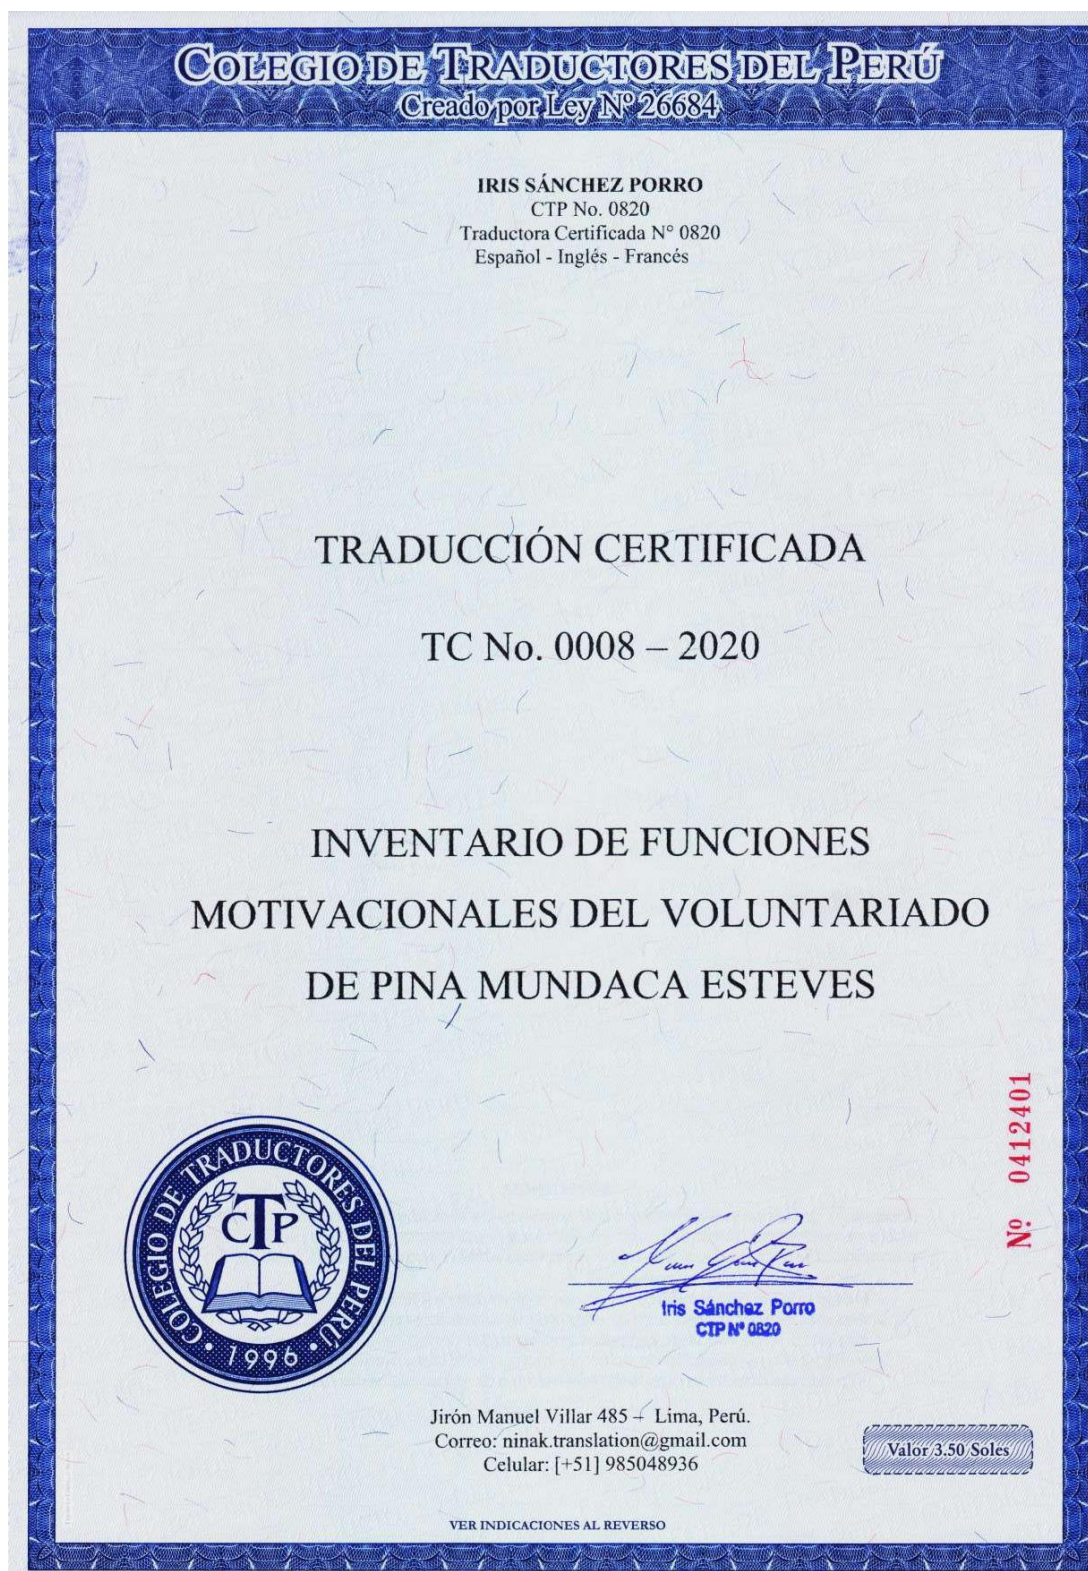 COLEGIO DE TRADUCTORES DEL PERÚ
Creado por Ley Nº 26684
IRIS SÁNCHEZ PORRO
CTP No. 0820
Traductora Certificada N° 0820
Español - Inglés - Francés
TRADUCCIÓN CERTIFICADA
TC No. 0008 – 2020
INVENTARIO DE FUNCIONES
MOTIVACIONALES DEL VOLUNTARIADO
DE PINA MUNDACA ESTEVES
Nº 0412401
COLEGIO DE TRADUCTORES DEL PERÚ
CTP
· 1996 ·
Iris Sánchez Porro
CTP Nº 0820
Jirón Manuel Villar 485 – Lima, Perú.
Correo: ninak.translation@gmail.com
Celular: [+51] 985048936
Valor 3.50 Soles
VER INDICACIONES AL REVERSO